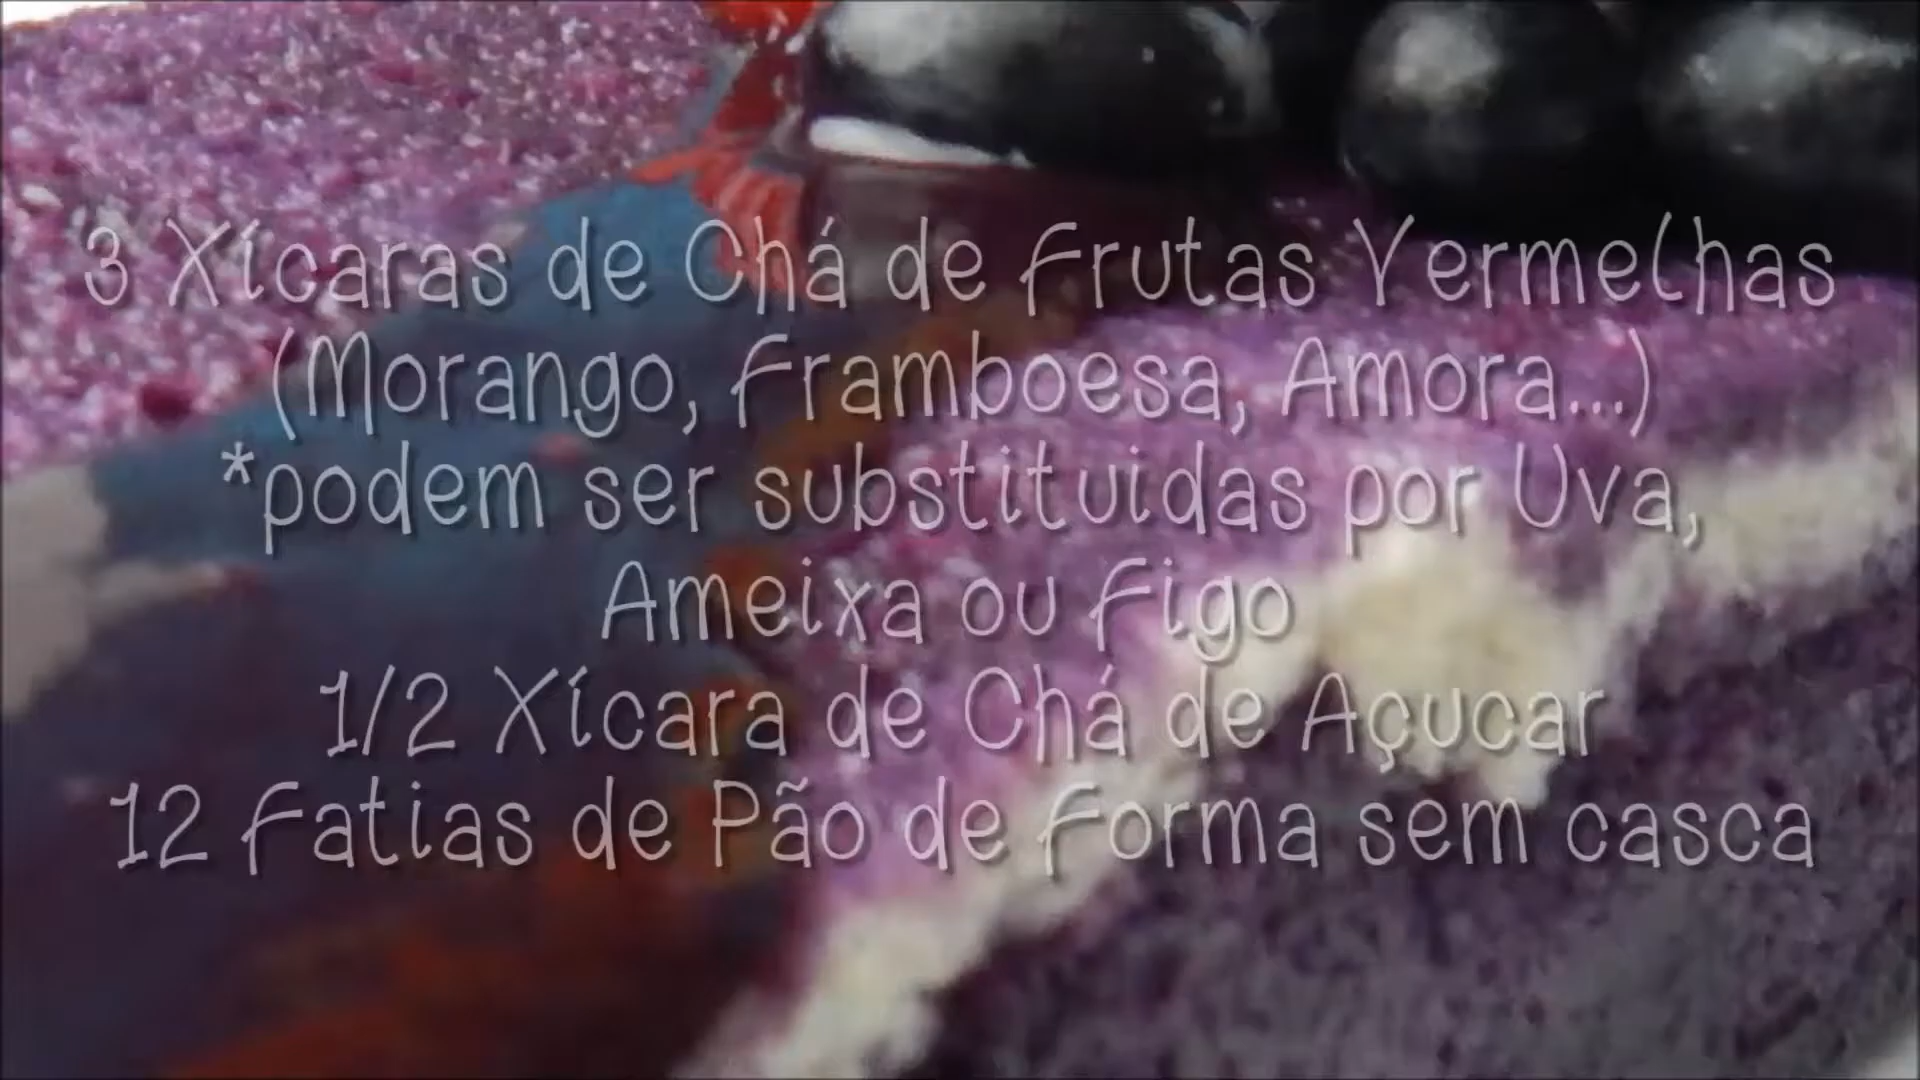 3 Xícaras de Chá de Frutas Vermelhas
(Morango, Framboesa, Amora...)
*podem ser substituidas por Uva,
Ameixa ou Figo
1/2 Xícara de Chá de Açucar
12 Fatias de Pão de Forma sem casca